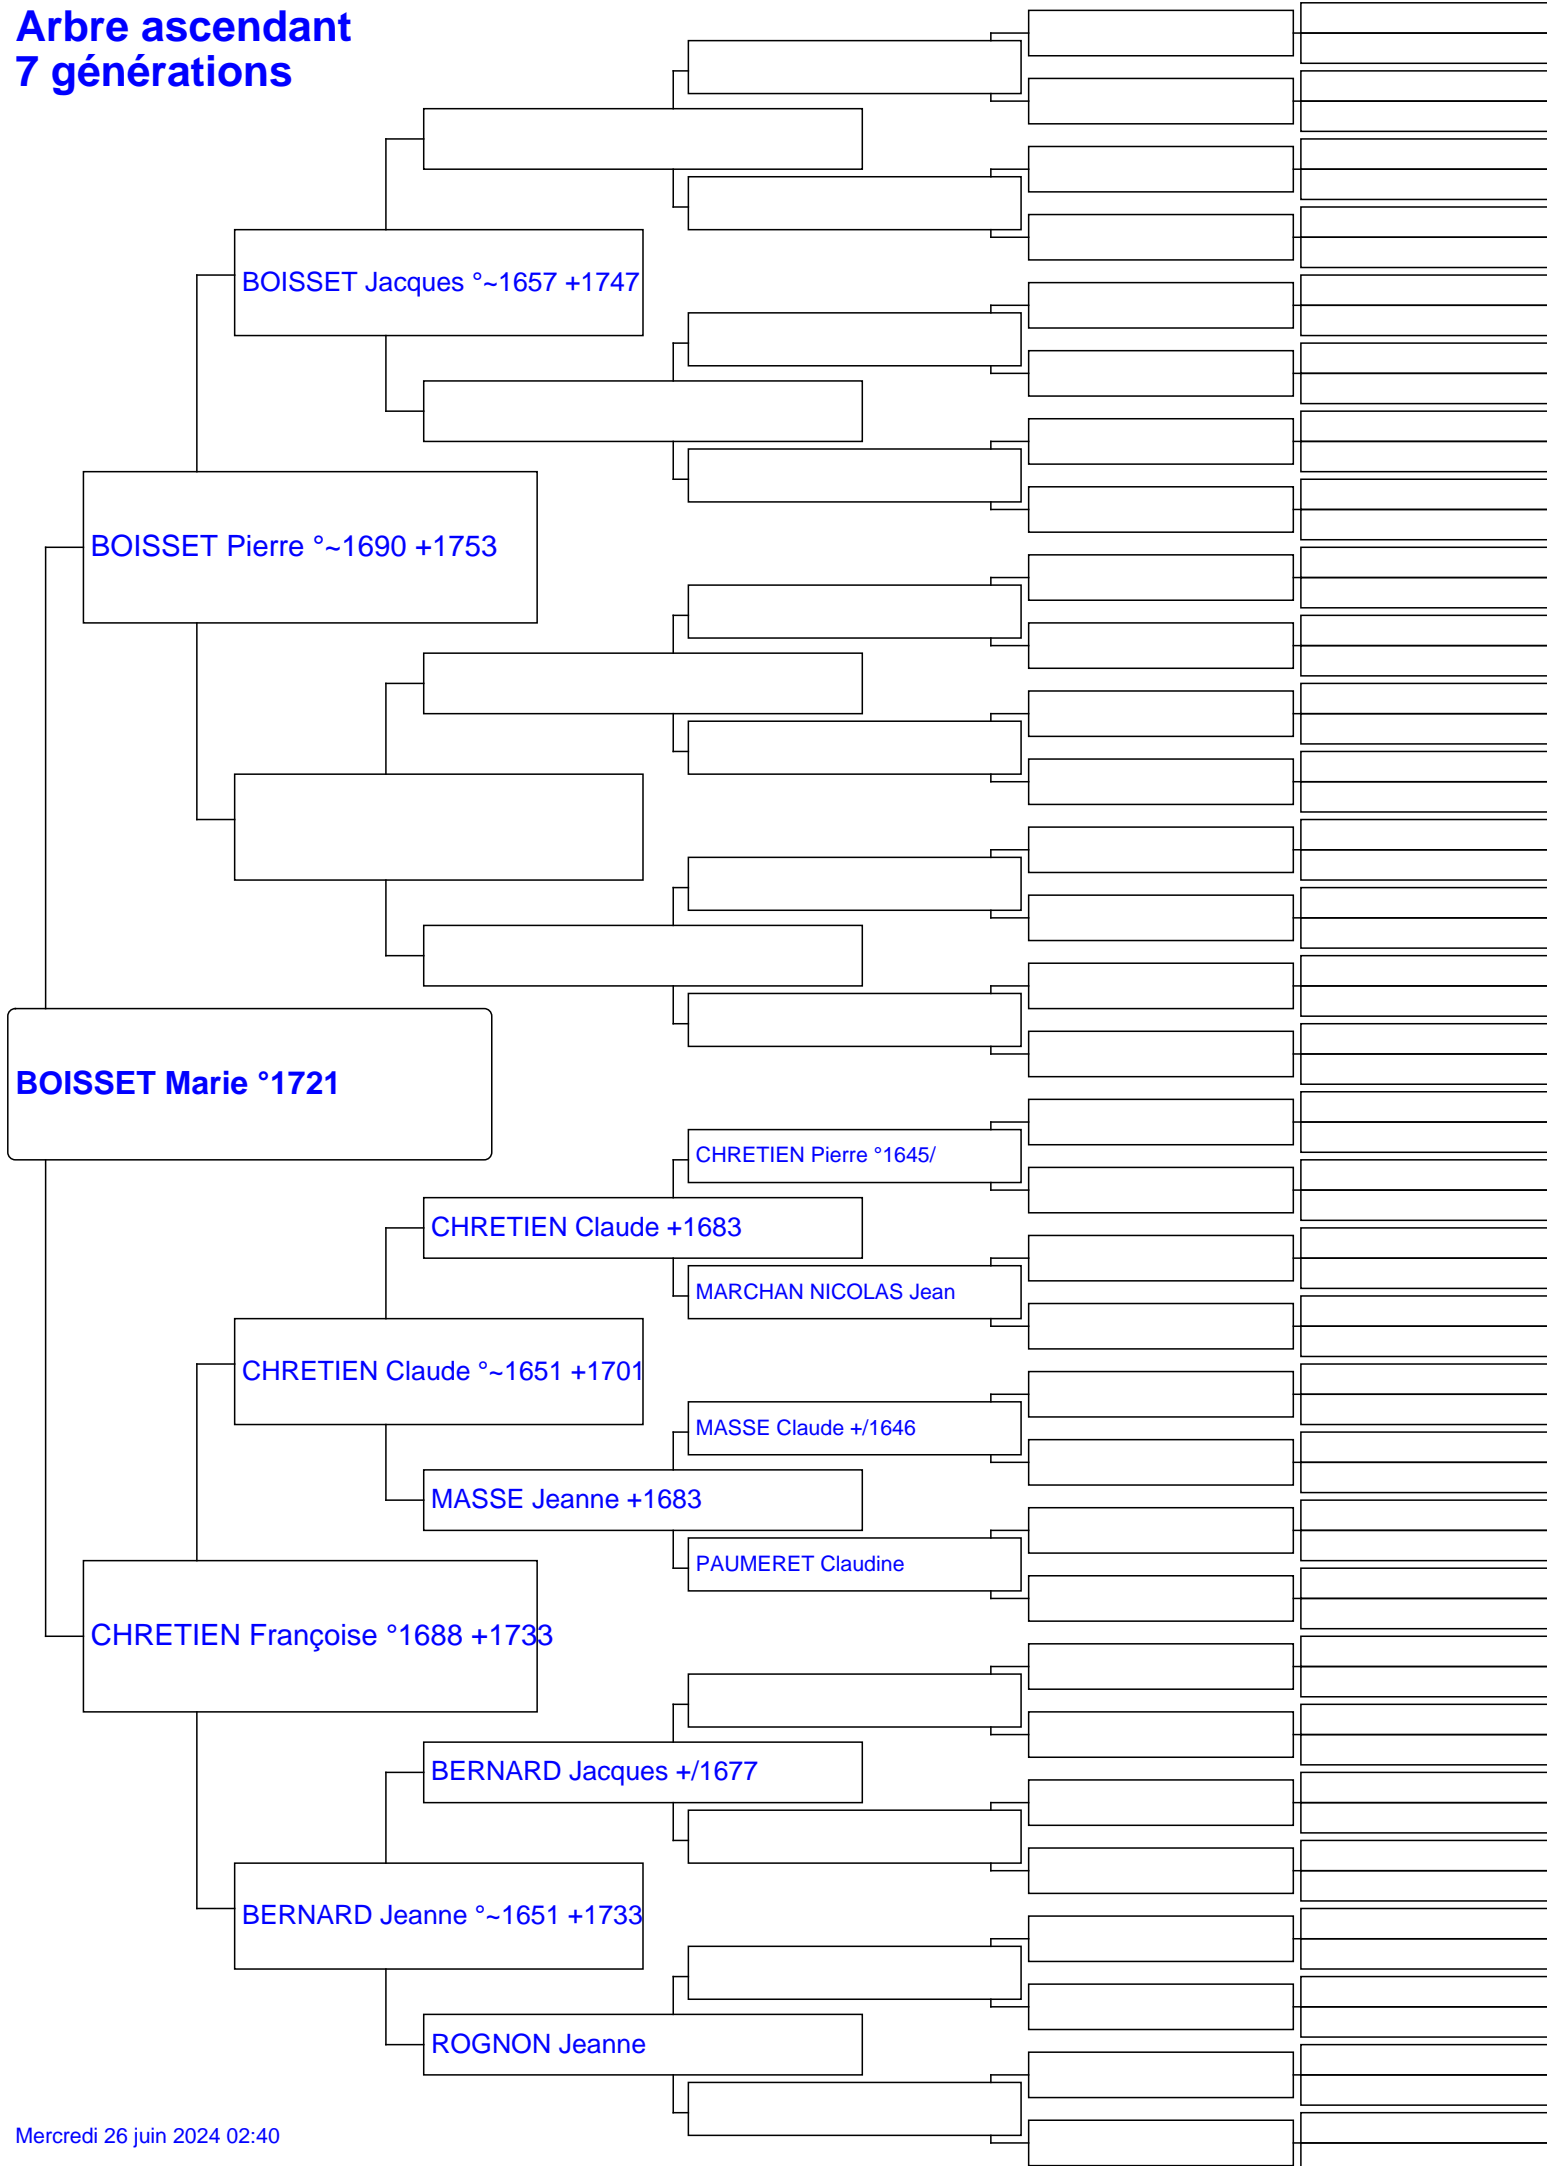 Arbre ascendant
7 générations
BOISSET Jacques °~1657 +1747
BOISSET Pierre °~1690 +1753
BOISSET Marie °1721
CHRETIEN Pierre °1645/
CHRETIEN Claude +1683
MARCHAN NICOLAS Jean
CHRETIEN Claude °~1651 +1701
MASSE Claude +/1646
MASSE Jeanne +1683
PAUMERET Claudine
CHRETIEN Françoise °1688 +1733
BERNARD Jacques +/1677
BERNARD Jeanne °~1651 +1733
ROGNON Jeanne
Mercredi 26 juin 2024 02:40